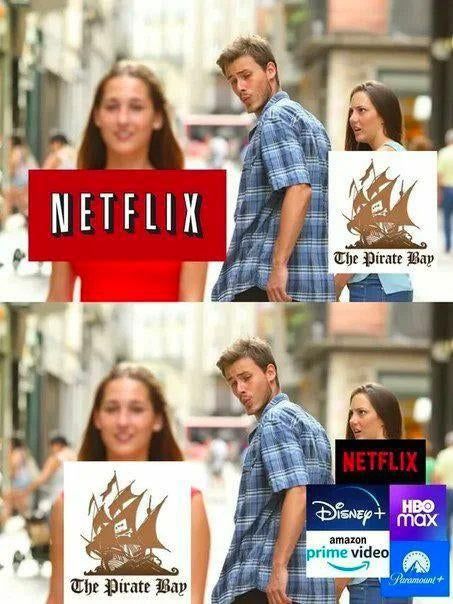 NETFLIX
The Pirate Bay
The Pirate Bay
NETFLIX
Disney+
HBO
max
amazon
prime video
Paramount+